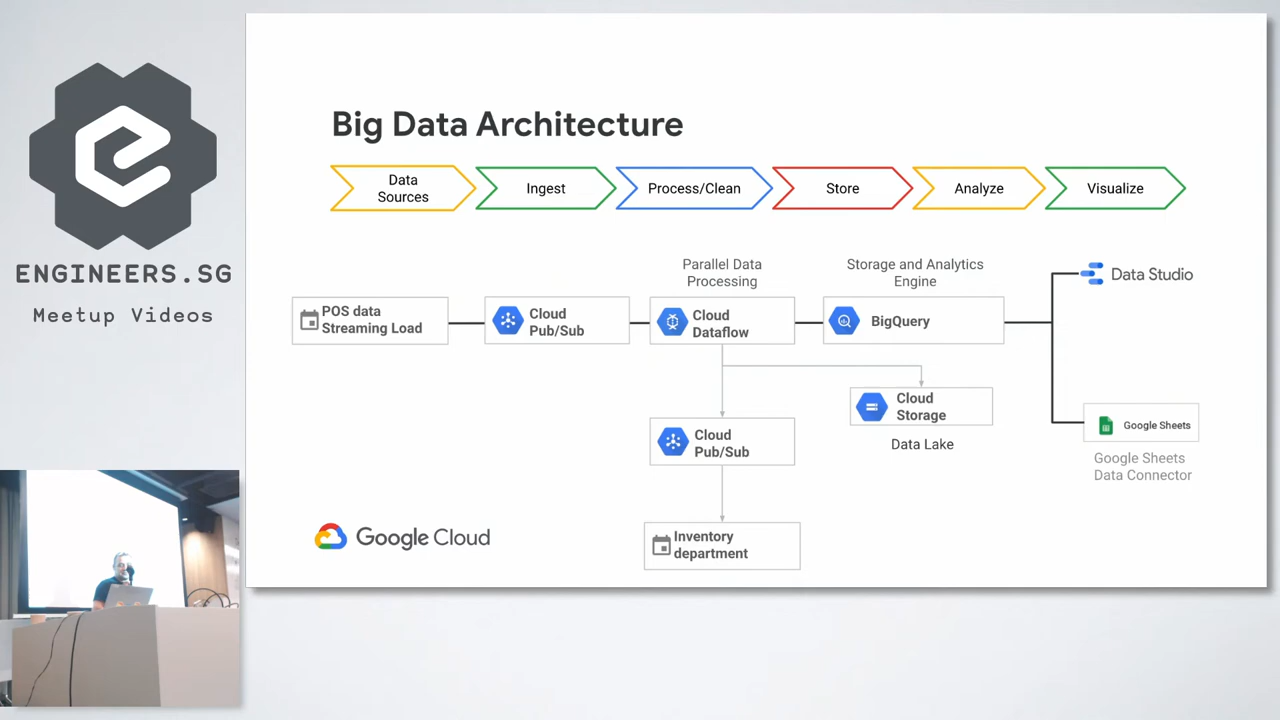 ENGINEERS.SG
Meetup Videos
Big Data Architecture
Data
Sources
Ingest
Process/Clean
Store
Analyze
Visualize
Parallel Data
Processing
Storage and Analytics
Engine
POS data
Streaming Load
Cloud
Pub/Sub
Cloud
Dataflow
BigQuery
Data Studio
Cloud
Storage
Data Lake
Google Sheets
Google Sheets
Data Connector
Cloud
Pub/Sub
Inventory
department
Google Cloud